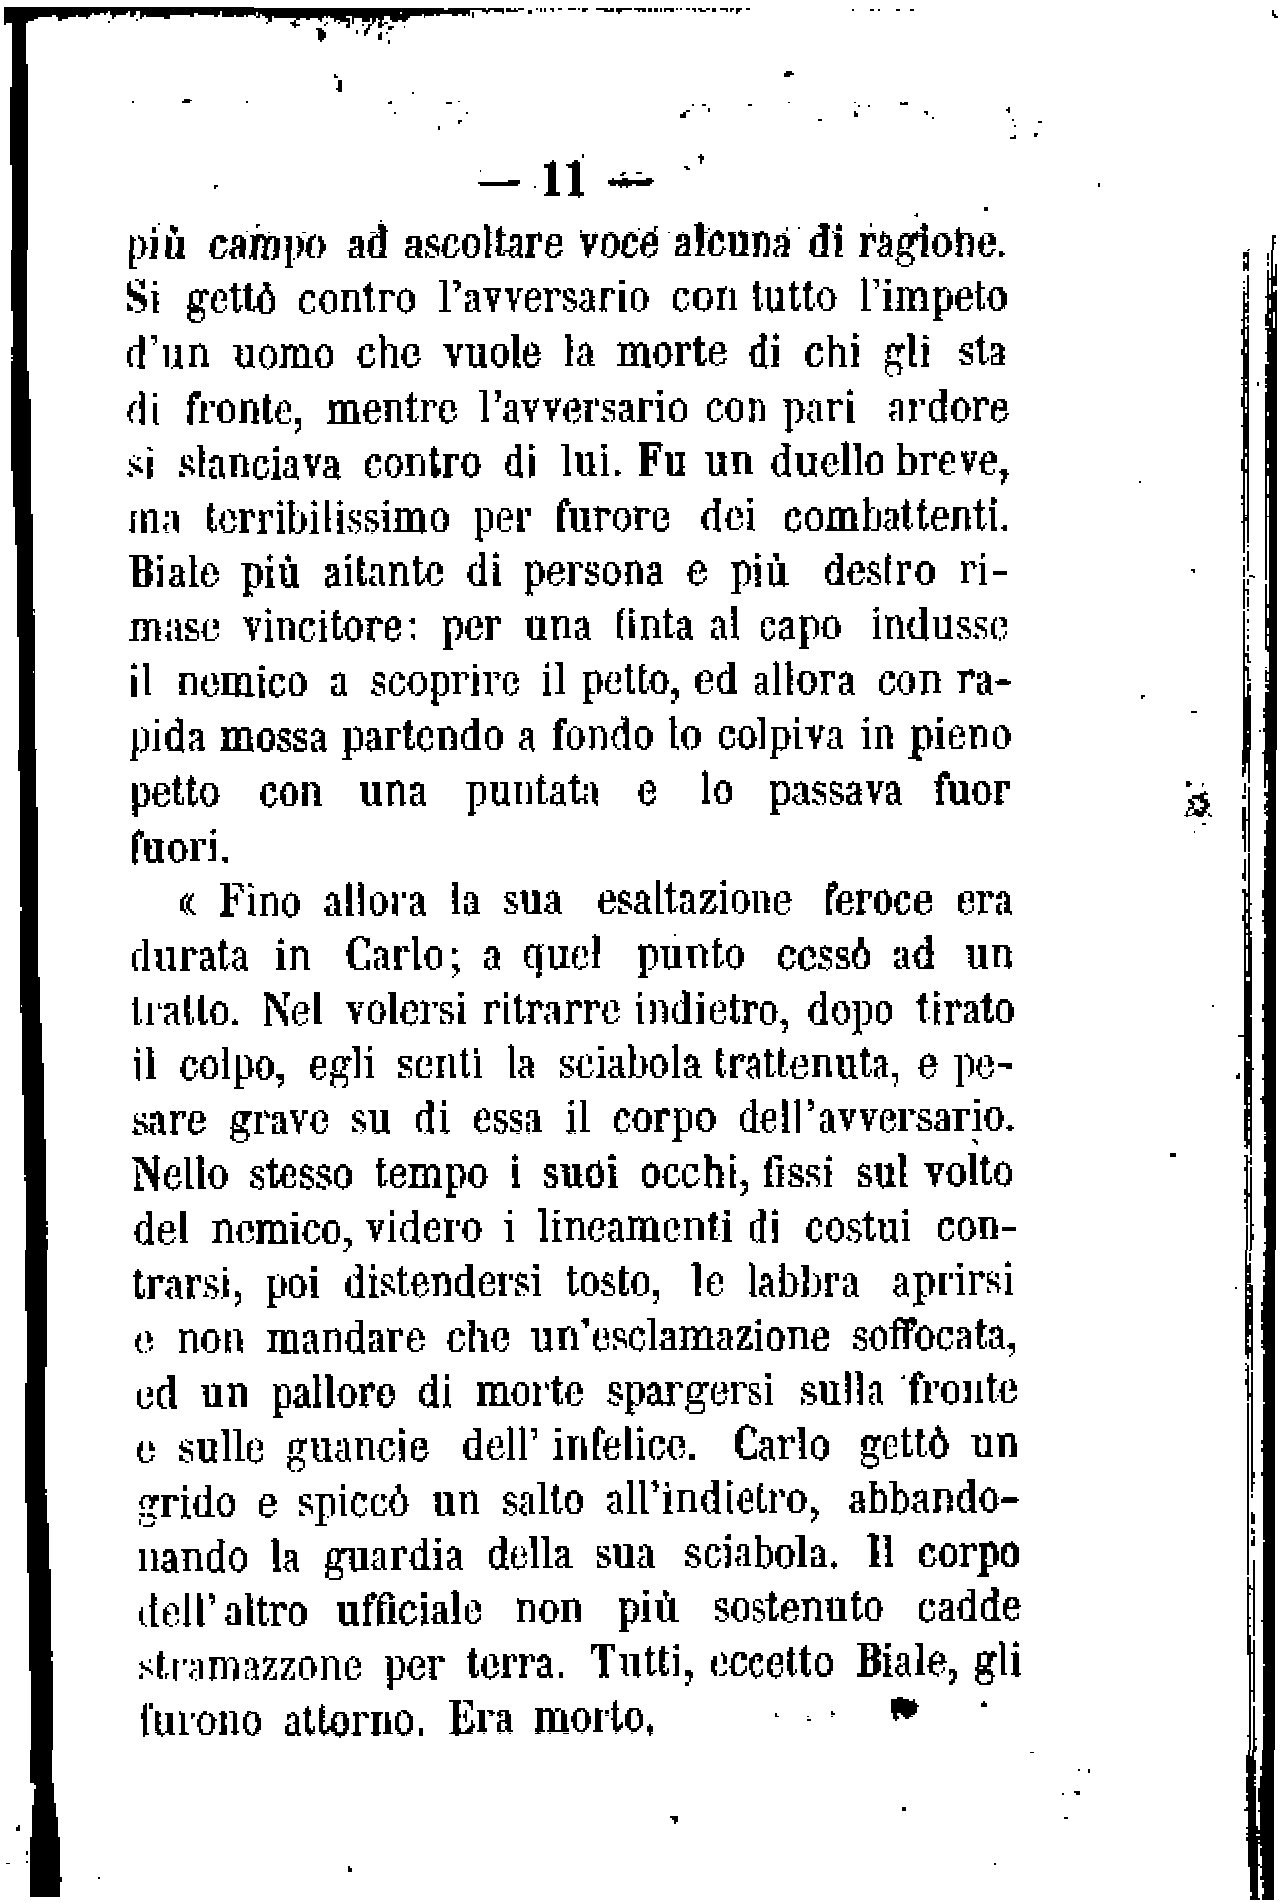 — 11 —
più campo ad ascoltare voce alcuna di ragione.
Si gettò contro l'avversario con tutto l'impeto
d'un uomo che vuole la morte di chi gli sta
di fronte, mentre l'avversario con pari ardore
si slanciava contro di lui. Fu un duello breve,
ma terribilissimo per furore dei combattenti.
Biale più aitante di persona e più destro ri-
mase vincitore: per una finta al capo indusse
il nemico a scoprire il petto, ed allora con ra-
pida mossa partendo a fondo lo colpiva in pieno
petto con una puntata e lo passava fuor
fuori.
« Fino allora la sua esaltazione feroce era
durata in Carlo; a quel punto cessò ad un
tratto. Nel volersi ritrarre indietro, dopo tirato
il colpo, egli sentì la sciabola trattenuta, e pe-
sare grave su di essa il corpo dell'avversario.
Nello stesso tempo i suoi occhi, fissi sul volto
del nemico, videro i lineamenti di costui con-
trarsi, poi distendersi tosto, le labbra aprirsi
e non mandare che un'esclamazione soffocata,
ed un pallore di morte spargersi sulla fronte
e sulle guancie dell' infelice. Carlo gettò un
grido e spiccò un salto all'indietro, abbando-
nando la guardia della sua sciabola. Il corpo
dell' altro ufficiale non più sostenuto cadde
stramazzone per terra. Tutti, eccetto Biale, gli
furono attorno. Era morto.